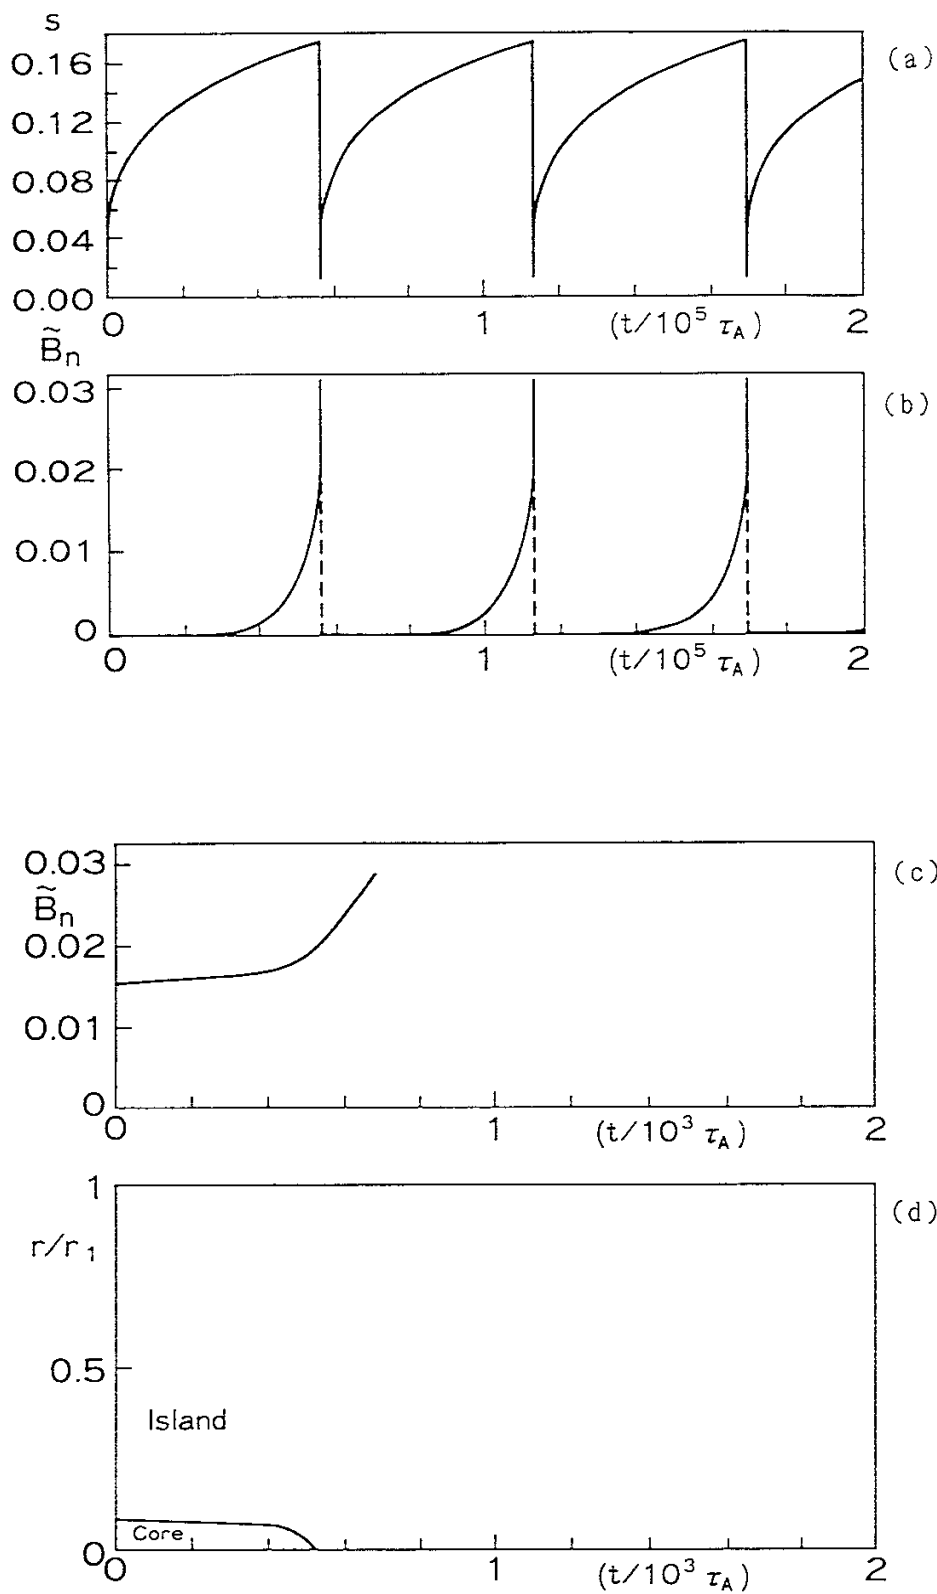 s
(a)
0.16
0.12
0.08
0.04
0.00
0 1 (t/10⁵ τA) 2
B̃n
(b)
0.03
0.02
0.01
0
0 1 (t/10⁵ τA) 2
(c)
0.03
B̃n
0.02
0.01
0
0 1 (t/10³ τA) 2
1
(d)
r/r1
0.5
Island
Core
0
0 1 (t/10³ τA) 2